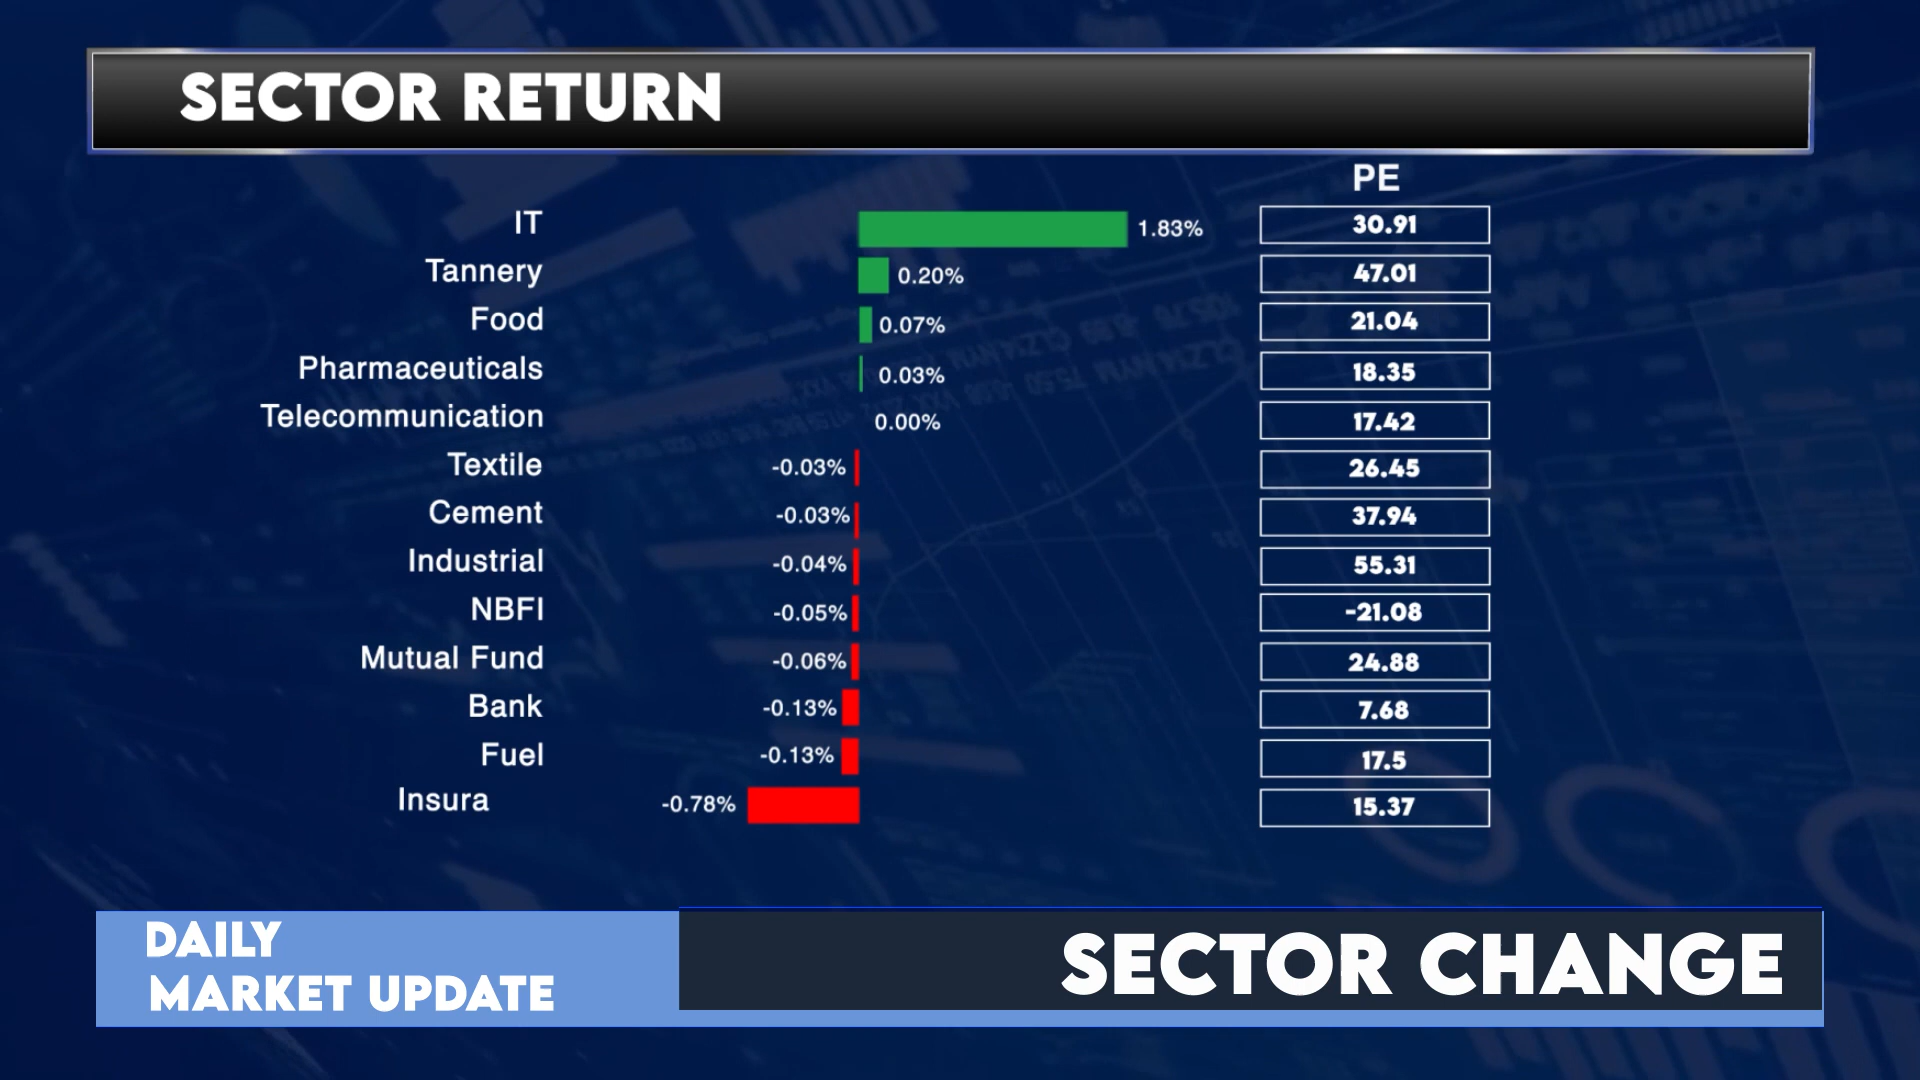 SECTOR RETURN
PE
IT 1.83% 30.91
Tannery 0.20% 47.01
Food 0.07% 21.04
Pharmaceuticals 0.03% 18.35
Telecommunication 0.00% 17.42
Textile -0.03% 26.45
Cement -0.03% 37.94
Industrial -0.04% 55.31
NBFI -0.05% -21.08
Mutual Fund -0.06% 24.88
Bank -0.13% 7.68
Fuel -0.13% 17.5
Insura -0.78% 15.37
DAILY
MARKET UPDATE
SECTOR CHANGE